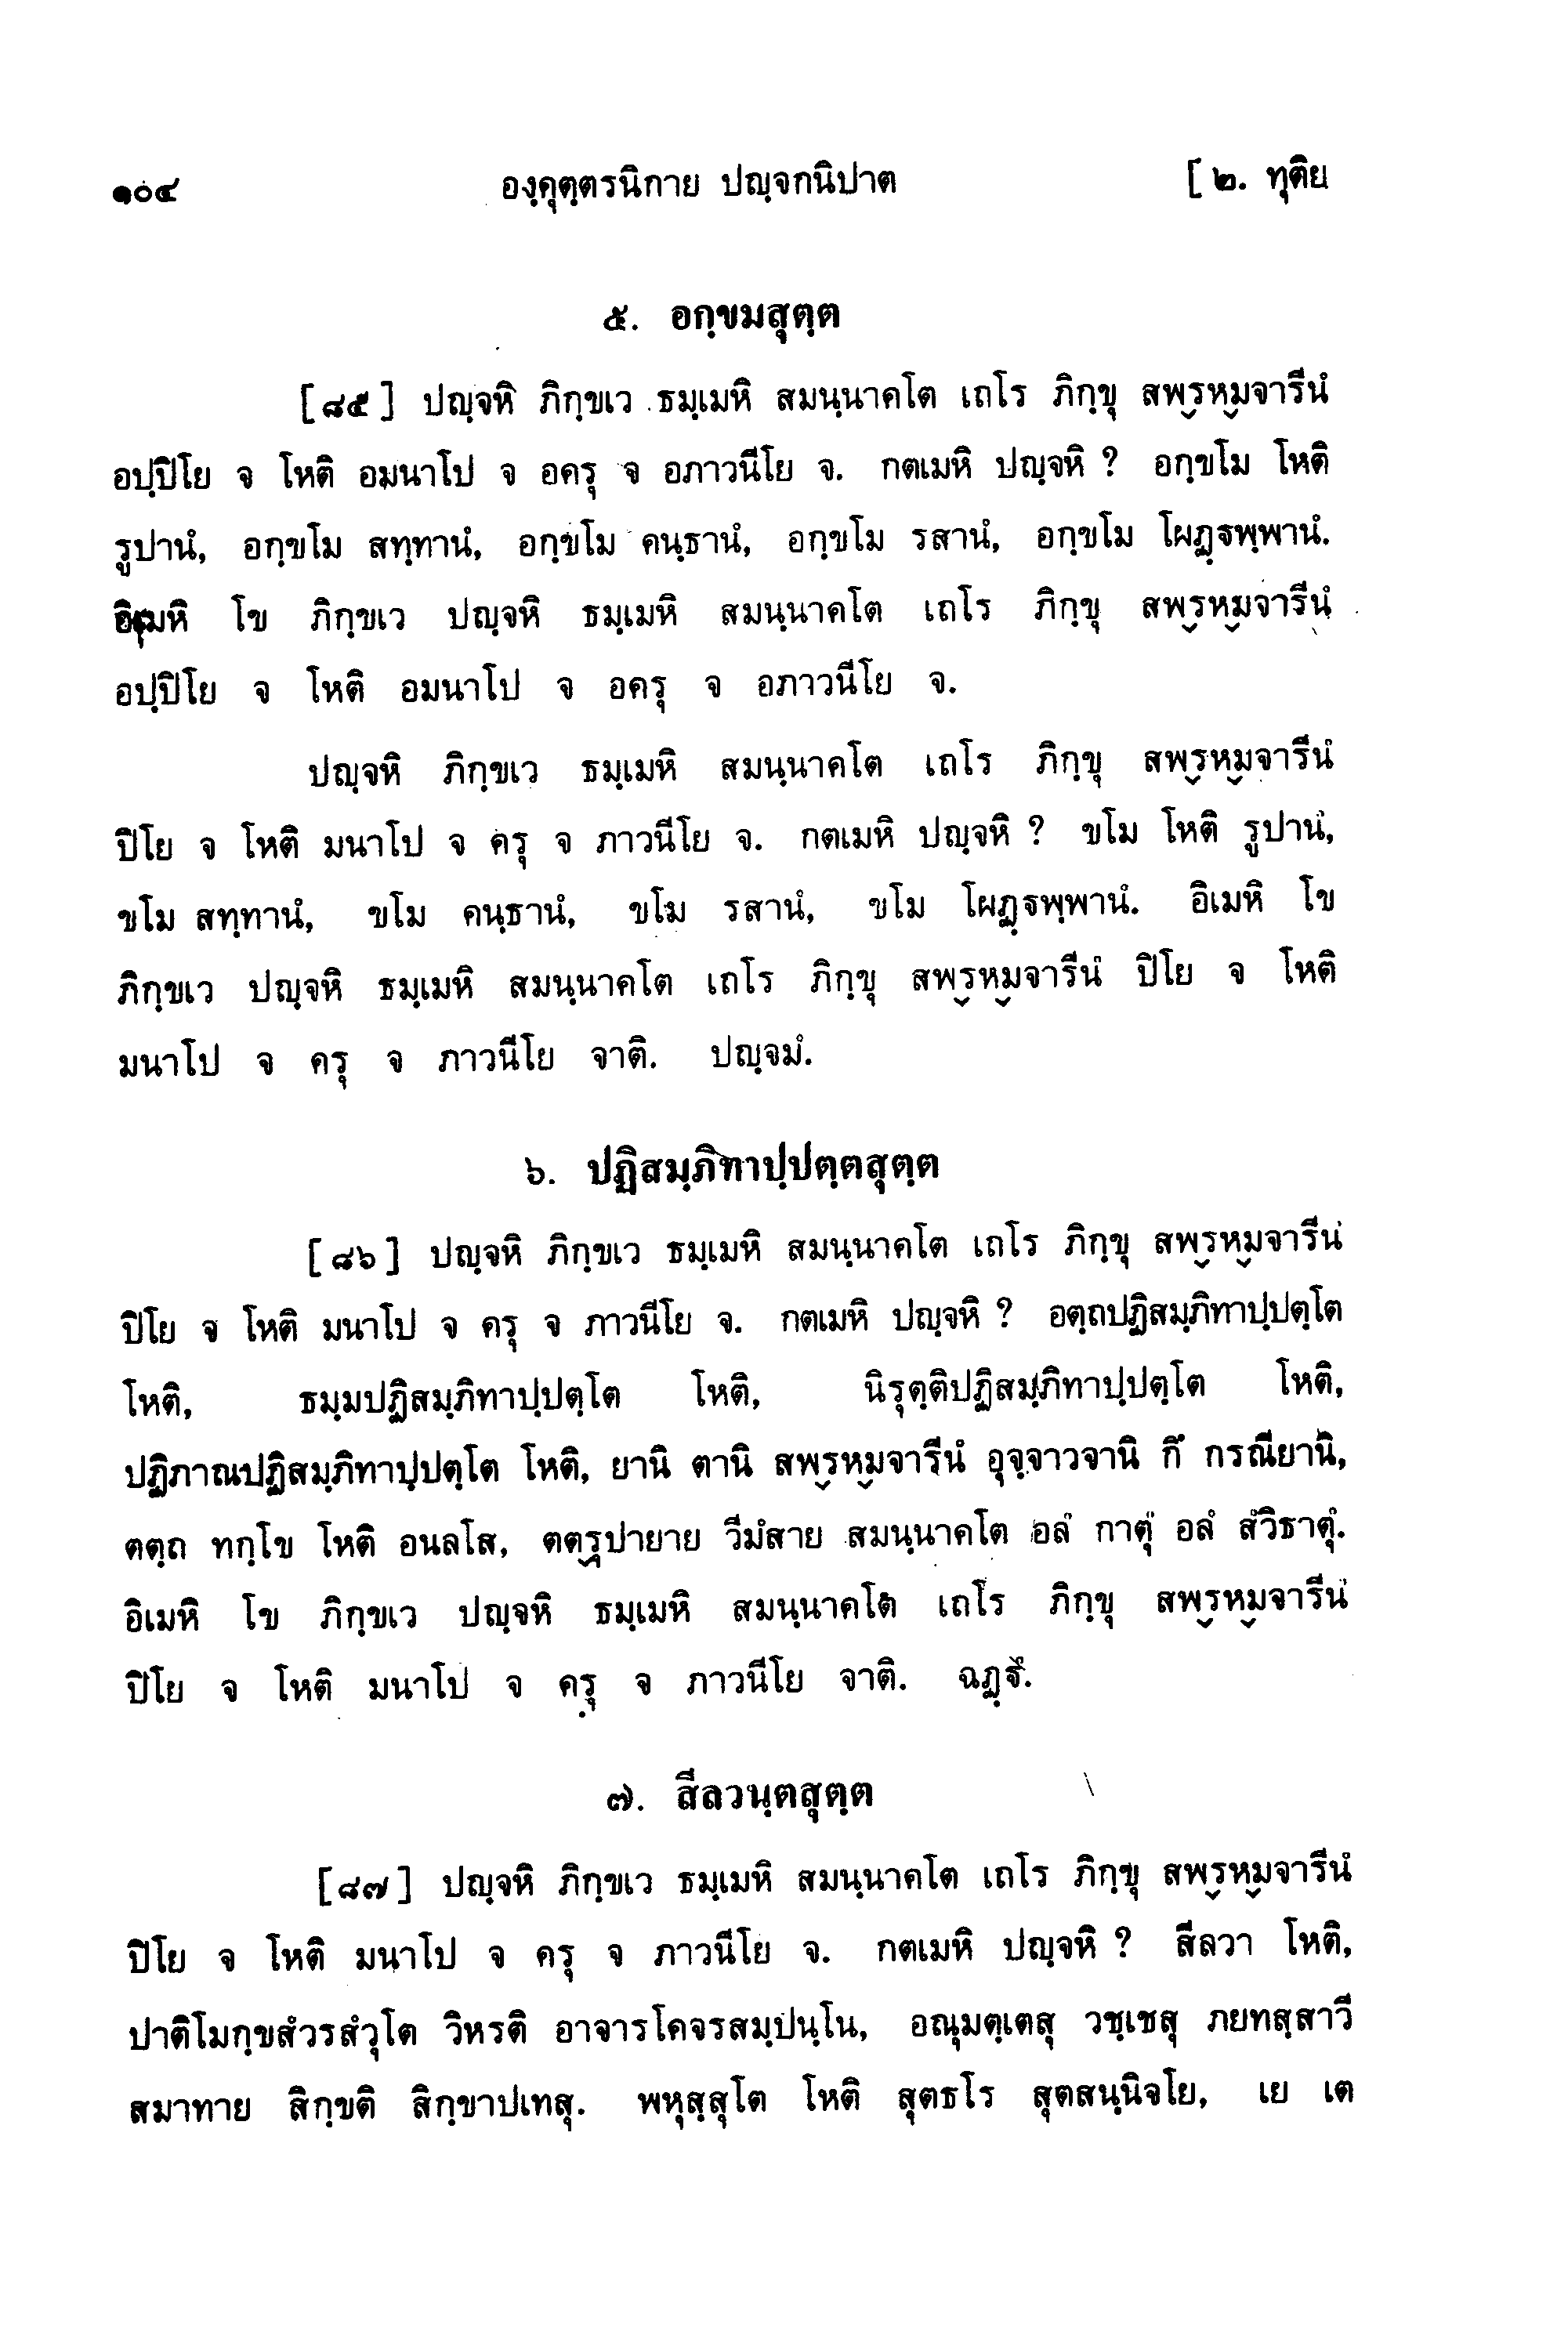 ๑๐๔ องฺคุตฺตรนิกาย ปญฺจกนิปาต [ ๒. ทุติย
๕. อกฺขมสุตฺต
[๘๕] ปญฺจหิ ภิกฺขเว ธมฺเมหิ สมนฺนาคโต เถโร ภิกฺขุ สพฺรหฺมจารีนํ
อปฺปิโย จ โหติ อมนาโป จ อครุ จ อภาวนีโย จ. กตเมหิ ปญฺจหิ ? อกฺขโม โหติ
รูปานํ, อกฺขโม สทฺทานํ, อกฺขโม คนฺธานํ, อกฺขโม รสานํ, อกฺขโม โผฏฺฐพฺพานํ.
อิเมหิ โข ภิกฺขเว ปญฺจหิ ธมฺเมหิ สมนฺนาคโต เถโร ภิกฺขุ สพฺรหฺมจารีนํ
อปฺปิโย จ โหติ อมนาโป จ อครุ จ อภาวนีโย จ.
ปญฺจหิ ภิกฺขเว ธมฺเมหิ สมนฺนาคโต เถโร ภิกฺขุ สพฺรหฺมจารีนํ
ปิโย จ โหติ มนาโป จ ครุ จ ภาวนีโย จ. กตเมหิ ปญฺจหิ ? ขโม โหติ รูปานํ,
ขโม สทฺทานํ, ขโม คนฺธานํ, ขโม รสานํ, ขโม โผฏฺฐพฺพานํ. อิเมหิ โข
ภิกฺขเว ปญฺจหิ ธมฺเมหิ สมนฺนาคโต เถโร ภิกฺขุ สพฺรหฺมจารีนํ ปิโย จ โหติ
มนาโป จ ครุ จ ภาวนีโย จาติ. ปญฺจมํ.
๖. ปฏิสมฺภิทาปฺปตฺตสุตฺต
[๘๖] ปญฺจหิ ภิกฺขเว ธมฺเมหิ สมนฺนาคโต เถโร ภิกฺขุ สพฺรหฺมจารีนํ
ปิโย จ โหติ มนาโป จ ครุ จ ภาวนีโย จ. กตเมหิ ปญฺจหิ ? อตฺถปฏิสมฺภิทาปฺปตฺโต
โหติ, ธมฺมปฏิสมฺภิทาปฺปตฺโต โหติ, นิรุตฺติปฏิสมฺภิทาปฺปตฺโต โหติ,
ปฏิภาณปฏิสมฺภิทาปฺปตฺโต โหติ, ยานิ ตานิ สพฺรหฺมจารีนํ อุจฺจาวจานิ กึ กรณียานิ,
ตตฺถ ทกฺโข โหติ อนลโส, ตตฺรุปายาย วีมํสาย สมนฺนาคโต อลํ กาตุํ อลํ สํวิธาตุํ.
อิเมหิ โข ภิกฺขเว ปญฺจหิ ธมฺเมหิ สมนฺนาคโต เถโร ภิกฺขุ สพฺรหฺมจารีนํ
ปิโย จ โหติ มนาโป จ ครุ จ ภาวนีโย จาติ. ฉฏฺฐํ.
๗. สีลวนฺตสุตฺต
[๘๗] ปญฺจหิ ภิกฺขเว ธมฺเมหิ สมนฺนาคโต เถโร ภิกฺขุ สพฺรหฺมจารีนํ
ปิโย จ โหติ มนาโป จ ครุ จ ภาวนีโย จ. กตเมหิ ปญฺจหิ ? สีลวา โหติ,
ปาติโมกฺขสํวรสํวุโต วิหรติ อาจารโคจรสมฺปนฺโน, อณุมตฺเตสุ วชฺเชสุ ภยทสฺสาวี
สมาทาย สิกฺขติ สิกฺขาปเทสุ. พหุสฺสุโต โหติ สุตธโร สุตสนฺนิจโย, เย เต